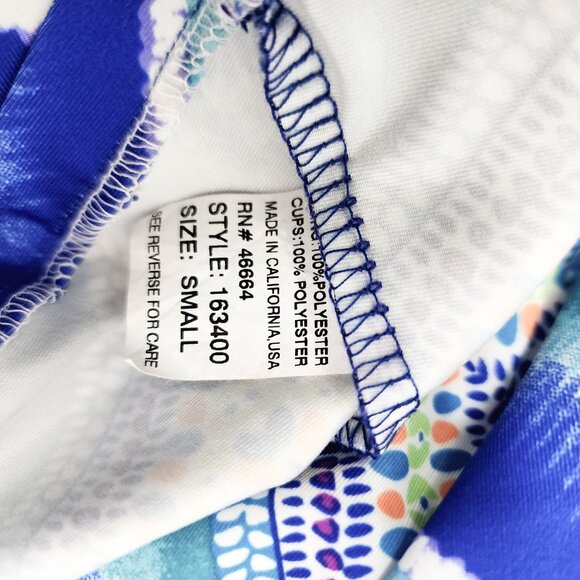 100%POLYESTER
CUPS:100% POLYESTER
MADE IN CALIFORNIA,USA
RN# 46664
STYLE: 163400
SIZE: SMALL
SEE REVERSE FOR CARE